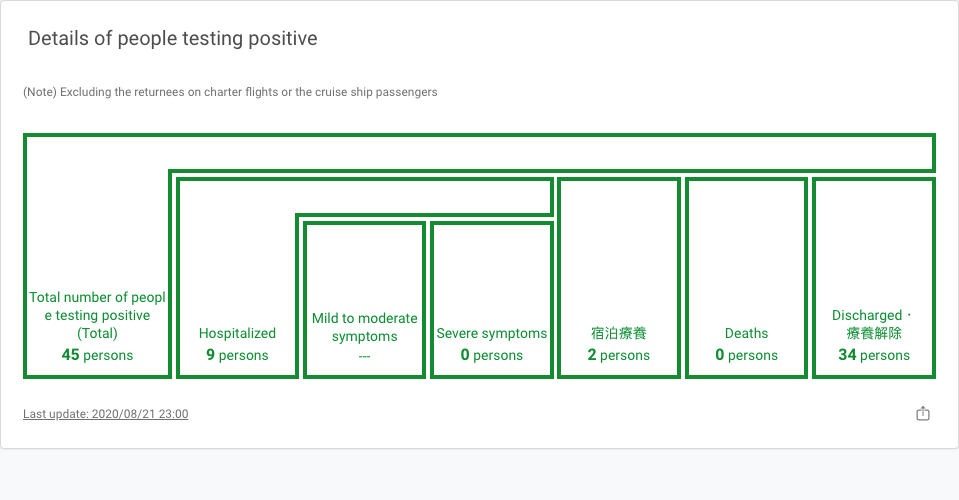 Details of people testing positive
(Note) Excluding the returnees on charter flights or the cruise ship passengers
Total number of peopl
e testing positive
(Total)
45 persons
Hospitalized
9 persons
Mild to moderate
symptoms
---
Severe symptoms
0 persons
宿泊療養
2 persons
Deaths
0 persons
Discharged・
療養解除
34 persons
Last update: 2020/08/21 23:00